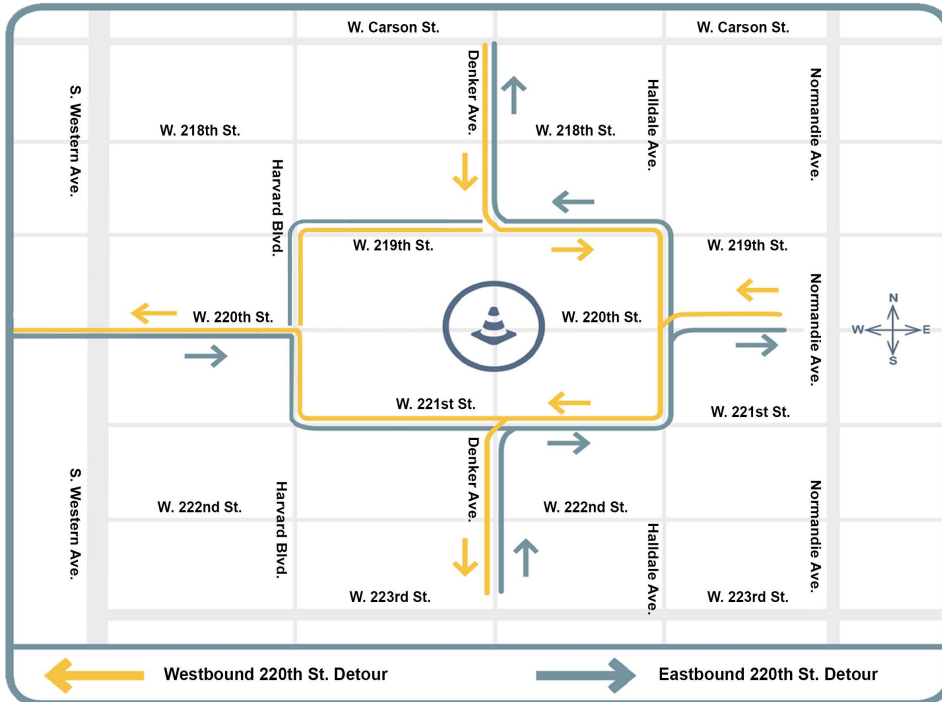 W. Carson St.
W. Carson St.
S. Western Ave.
Denker Ave.
Halldale Ave.
Normandie Ave.
W. 218th St.
W. 218th St.
Harvard Blvd.
W. 219th St.
W. 219th St.
W. 220th St.
W. 220th St.
Normandie Ave.
N
W
E
S
W. 221st St.
W. 221st St.
S. Western Ave.
Harvard Blvd.
Denker Ave.
Halldale Ave.
Normandie Ave.
W. 222nd St.
W. 222nd St.
W. 223rd St.
W. 223rd St.
Westbound 220th St. Detour
Eastbound 220th St. Detour